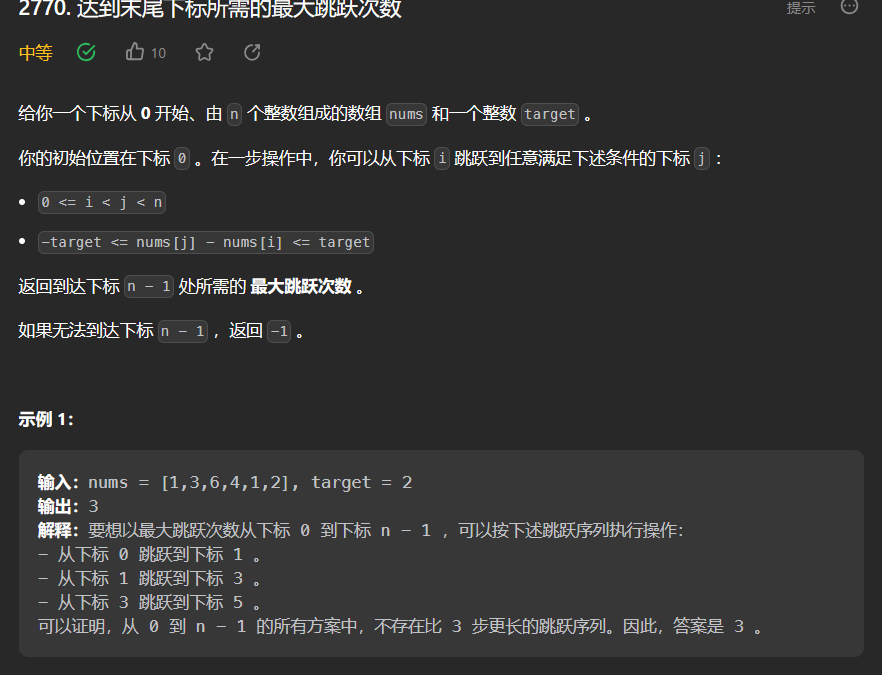 2770. 达到末尾下标所需的最大跳跃次数
提示
中等
10
给你一个下标从 0 开始、由 n 个整数组成的数组 nums 和一个整数 target 。
你的初始位置在下标 0 。在一步操作中，你可以从下标 i 跳跃到任意满足下述条件的下标 j ：
• 0 <= i < j < n
• -target <= nums[j] - nums[i] <= target
返回到达下标 n - 1 处所需的 最大跳跃次数 。
如果无法到达下标 n - 1 ，返回 -1 。
示例 1：
输入：nums = [1,3,6,4,1,2], target = 2
输出：3
解释：要想以最大跳跃次数从下标 0 到下标 n - 1 ，可以按下述跳跃序列执行操作：
- 从下标 0 跳跃到下标 1 。
- 从下标 1 跳跃到下标 3 。
- 从下标 3 跳跃到下标 5 。
可以证明，从 0 到 n - 1 的所有方案中，不存在比 3 步更长的跳跃序列。因此，答案是 3 。